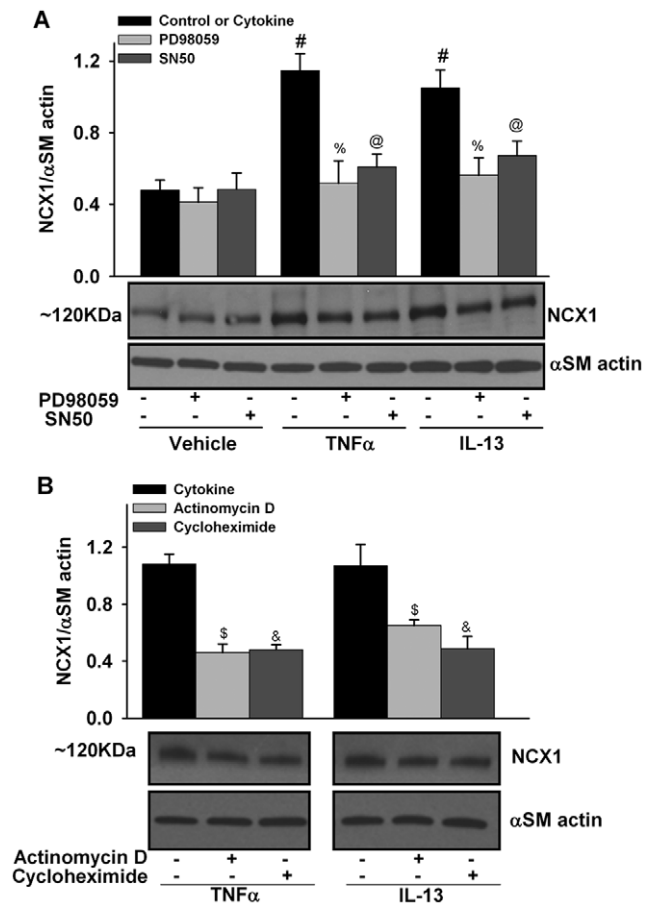 A
Control or Cytokine
PD98059
SN50
NCX1/αSM actin
1.2
0.8
0.4
0.0
#
%
@
#
%
@
~120KDa
NCX1
αSM actin
PD98059 - + - - + - - + -
SN50 - - + - - + - - +
Vehicle TNFα IL-13
B
Cytokine
Actinomycin D
Cycloheximide
NCX1/αSM actin
1.2
0.8
0.4
0.0
$
&
$
&
~120KDa
NCX1
αSM actin
Actinomycin D - + - - + -
Cycloheximide - - + - - +
TNFα IL-13